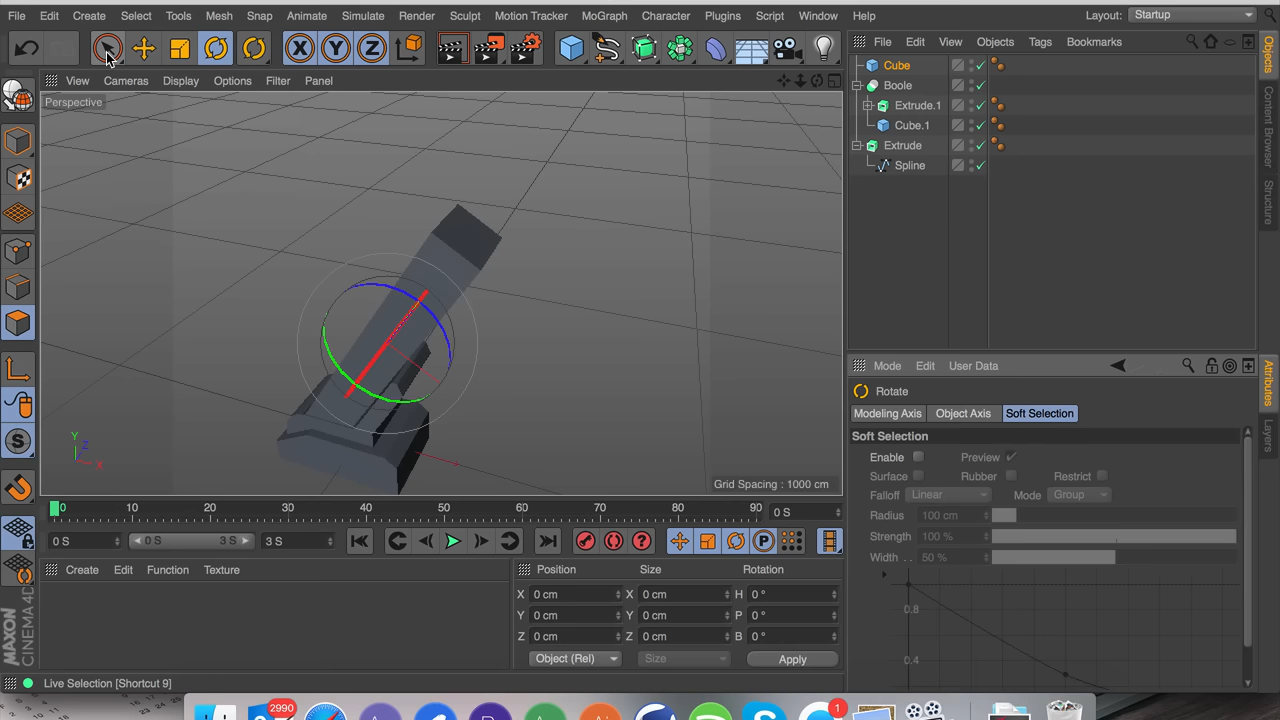 File Edit Create Select Tools Mesh Snap Animate Simulate Render Sculpt Motion Tracker MoGraph Character Plugins Script Window Help Layout: Startup
X Y Z
View Cameras Display Options Filter Panel
File Edit View Objects Tags Bookmarks
Perspective
Cube
Boole
Extrude.1
Cube.1
Extrude
Spline
Objects
Content Browser
Structure
Y
Z
X
Grid Spacing : 1000 cm
S
0 10 20 30 40 50 60 70 80 90 0 S
0 S 0 S 3 S 3 S
P
Create Edit Function Texture
Position Size Rotation
X 0 cm X 0 cm H 0 °
Y 0 cm Y 0 cm P 0 °
Z 0 cm Z 0 cm B 0 °
Object (Rel) Size Apply
Mode Edit User Data
Rotate
Modeling Axis Object Axis Soft Selection
Soft Selection
Enable Preview
Surface Rubber Restrict
Falloff Linear Mode Group
Radius 100 cm
Strength 100 %
Width . . 50 %
0.8
0.4
Attributes
Layers
MAXON
CINEMA 4D
Live Selection [Shortcut 9]
2990
1